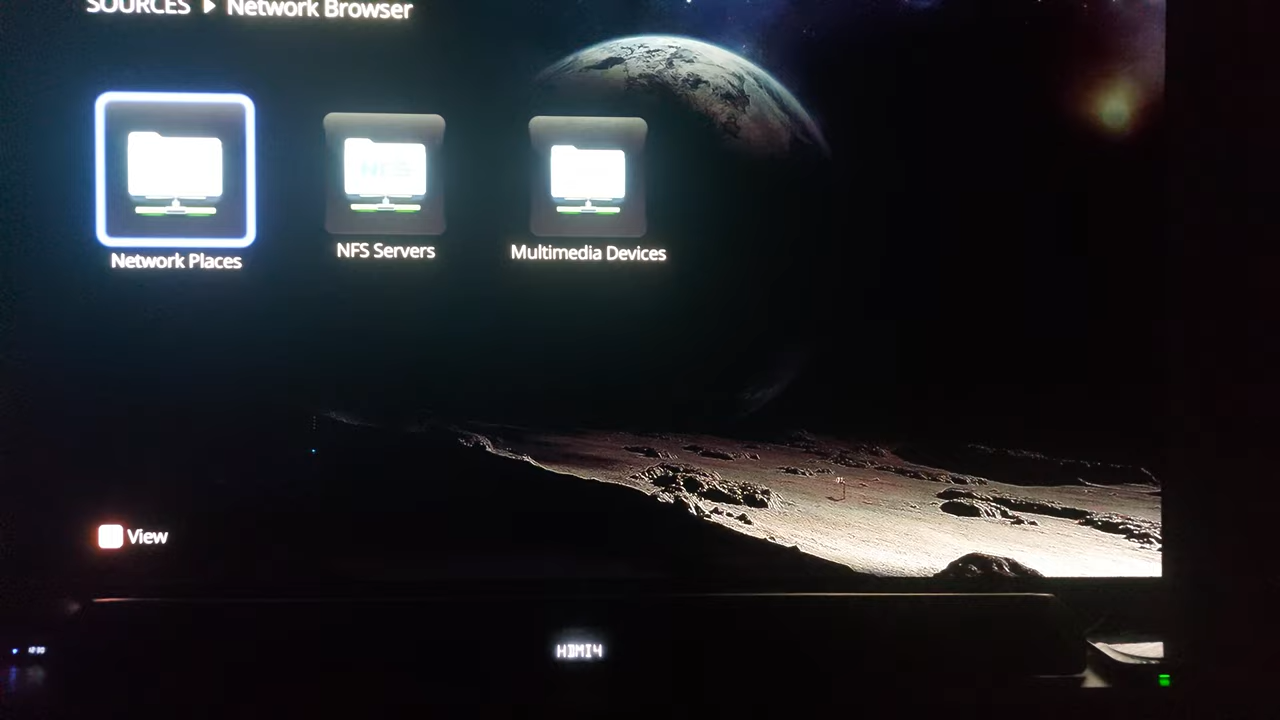 SOURCES ▶ Network Browser
Network Places
NFS Servers
Multimedia Devices
View
HDMI4